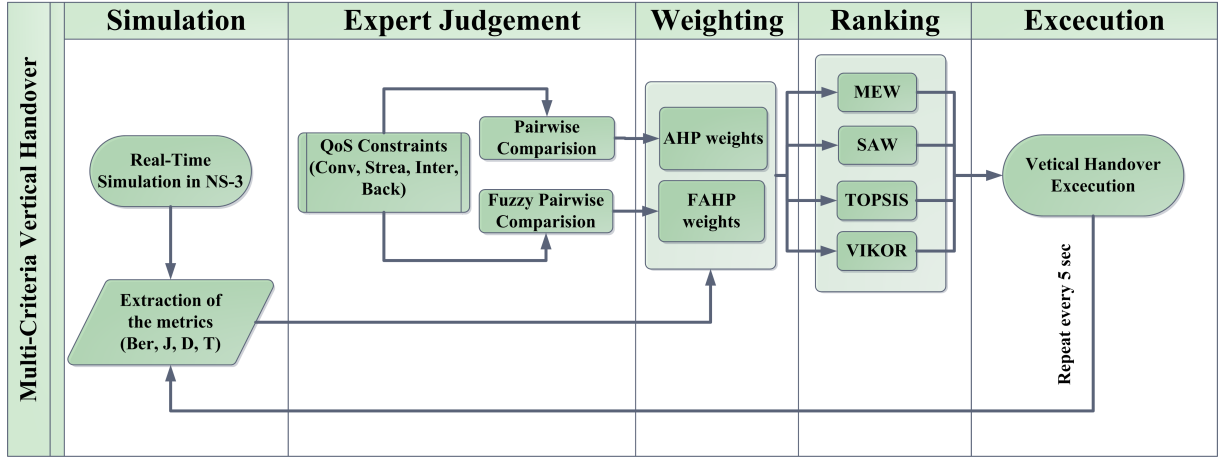 Multi-Criteria Vertical Handover
Simulation
Expert Judgement
Weighting
Ranking
Excecution
Real-Time
Simulation in NS-3
Extraction of
the metrics
(Ber, J, D, T)
QoS Constraints
(Conv, Strea, Inter,
Back)
Pairwise
Comparision
Fuzzy Pairwise
Comparision
AHP weights
FAHP
weights
MEW
SAW
TOPSIS
VIKOR
Vetical Handover
Excecution
Repeat every 5 sec